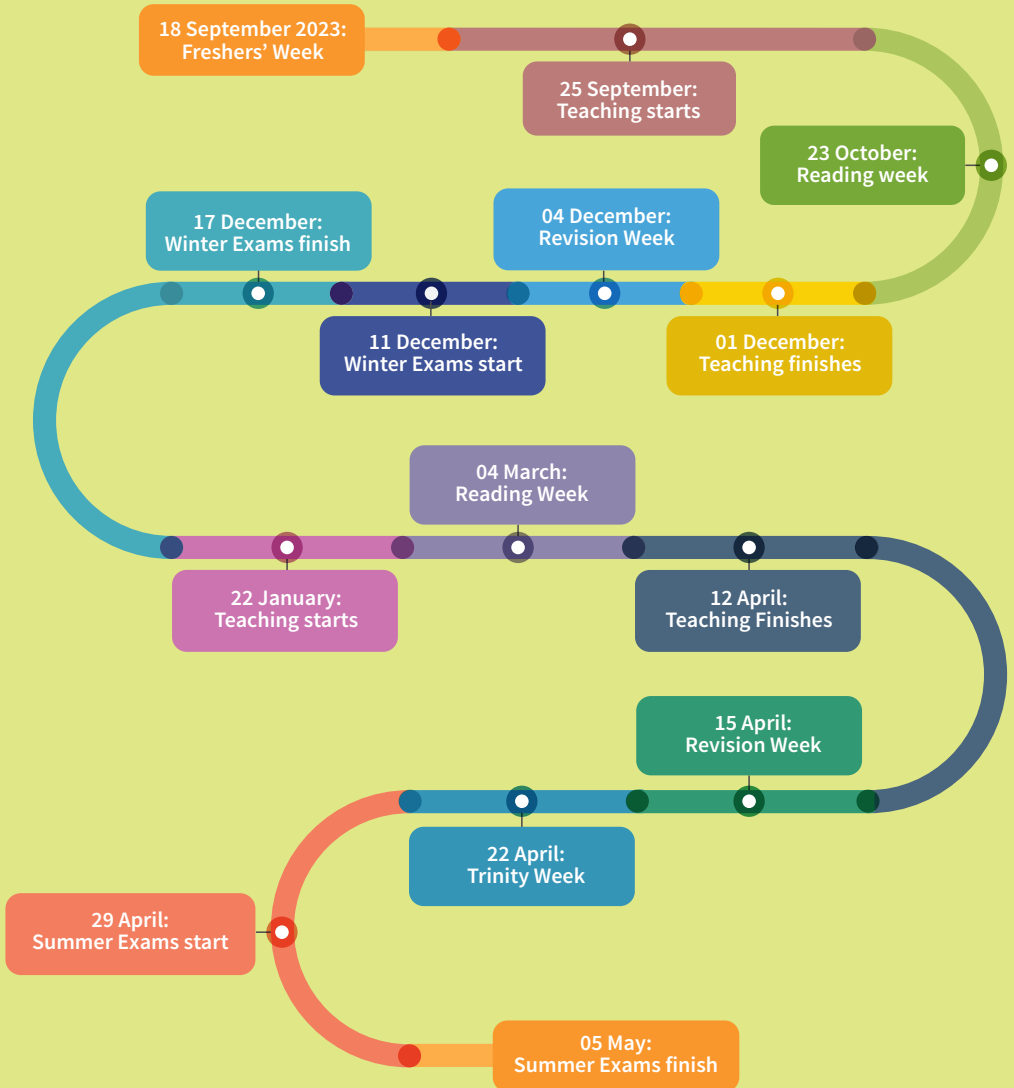 18 September 2023:
Freshers’ Week
25 September:
Teaching starts
23 October:
Reading week
01 December:
Teaching finishes
04 December:
Revision Week
11 December:
Winter Exams start
17 December:
Winter Exams finish
22 January:
Teaching starts
04 March:
Reading Week
12 April:
Teaching Finishes
15 April:
Revision Week
22 April:
Trinity Week
29 April:
Summer Exams start
05 May:
Summer Exams finish